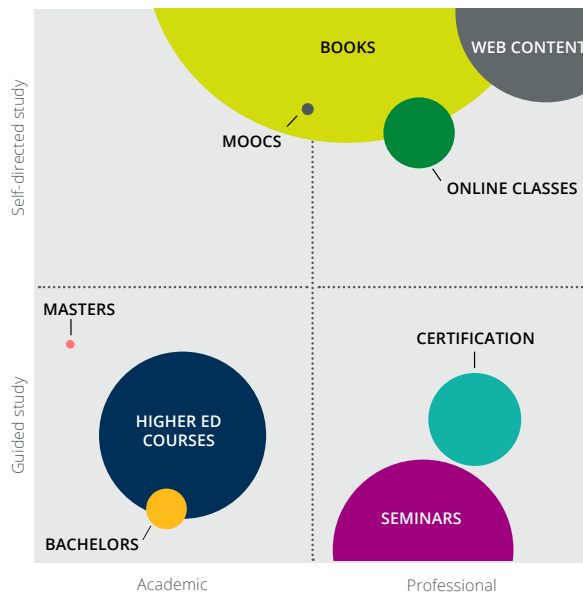 BOOKS
WEB CONTENT
MOOCS
ONLINE CLASSES
Self-directed study
MASTERS
CERTIFICATION
HIGHER ED
COURSES
Guided study
SEMINARS
BACHELORS
Academic
Professional